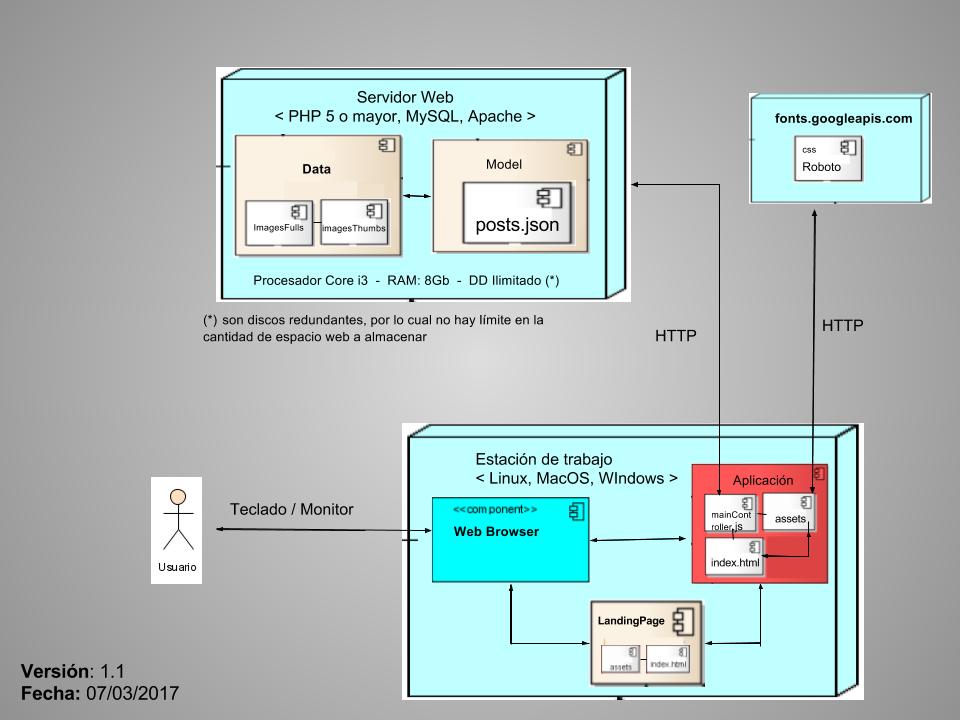 Servidor Web
< PHP 5 o mayor, MySQL, Apache >
Data
ImagesFulls
imagesThumbs
Model
posts.json
Procesador Core i3 - RAM: 8Gb - DD Ilimitado (*)
(*) son discos redundantes, por lo cual no hay límite en la
cantidad de espacio web a almacenar
fonts.googleapis.com
css
Roboto
HTTP
HTTP
Estación de trabajo
< Linux, MacOS, WIndows >
<<component>>
Web Browser
Aplicación
mainCont
roller.js
assets
index.html
LandingPage
assets
index.html
Teclado / Monitor
Usuario
Versión: 1.1
Fecha: 07/03/2017